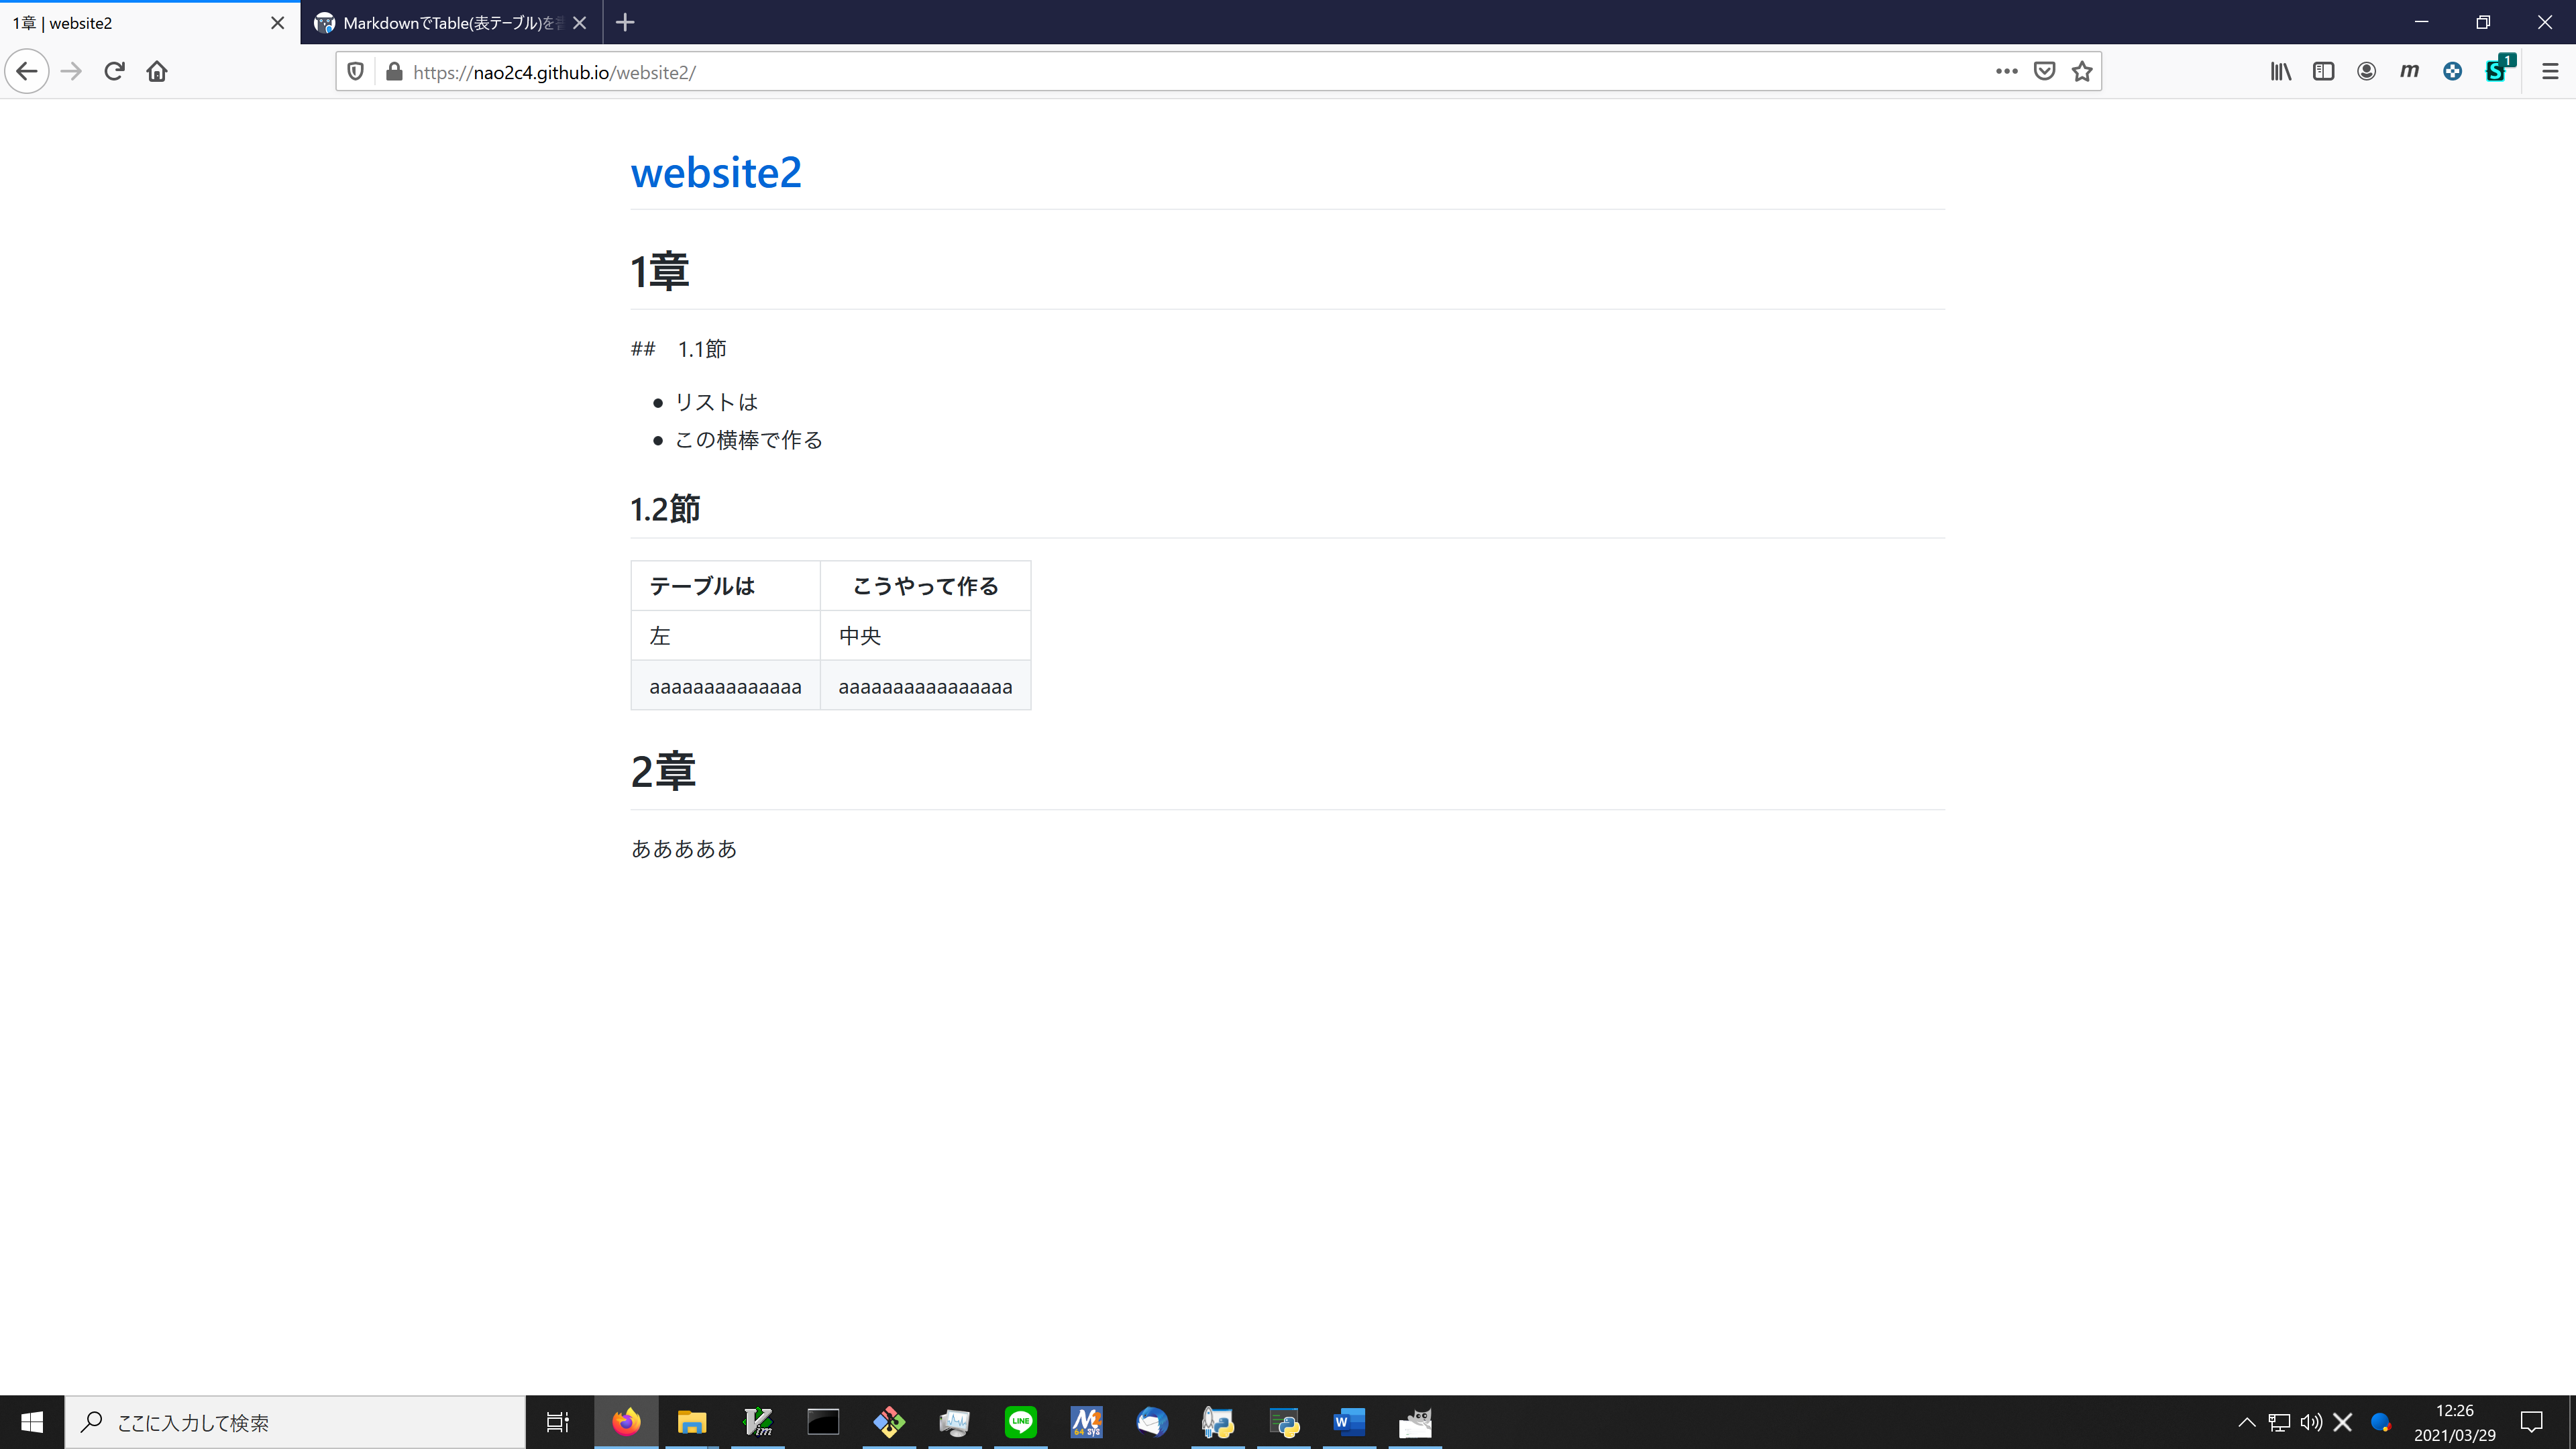 1章 | website2
MarkdownでTable(表テーブル)を
https://nao2c4.github.io/website2/
1
website2
1章
##　1.1節
リストは
この横棒で作る
1.2節
テーブルは こうやって作る
左 中央
aaaaaaaaaaaaaa aaaaaaaaaaaaaaaa
2章
あああああ
ここに入力して検索
12:26
2021/03/29